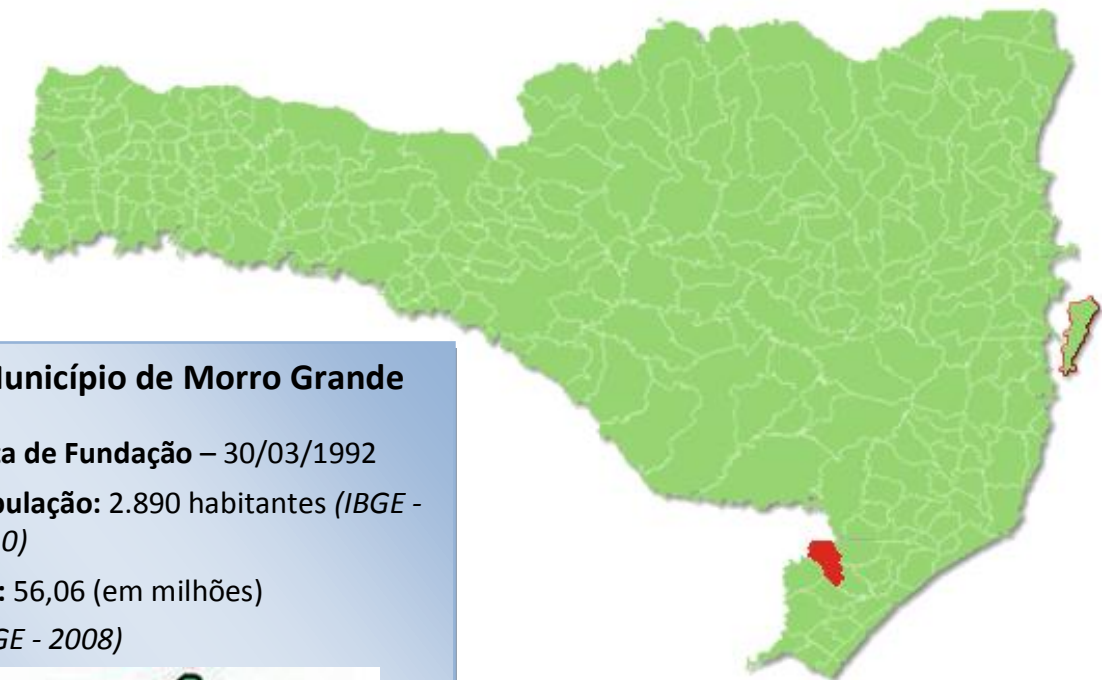 unicípio de Morro Grande
a de Fundação – 30/03/1992
pulação: 2.890 habitantes (IBGE -
0)
: 56,06 (em milhões)
GE - 2008)